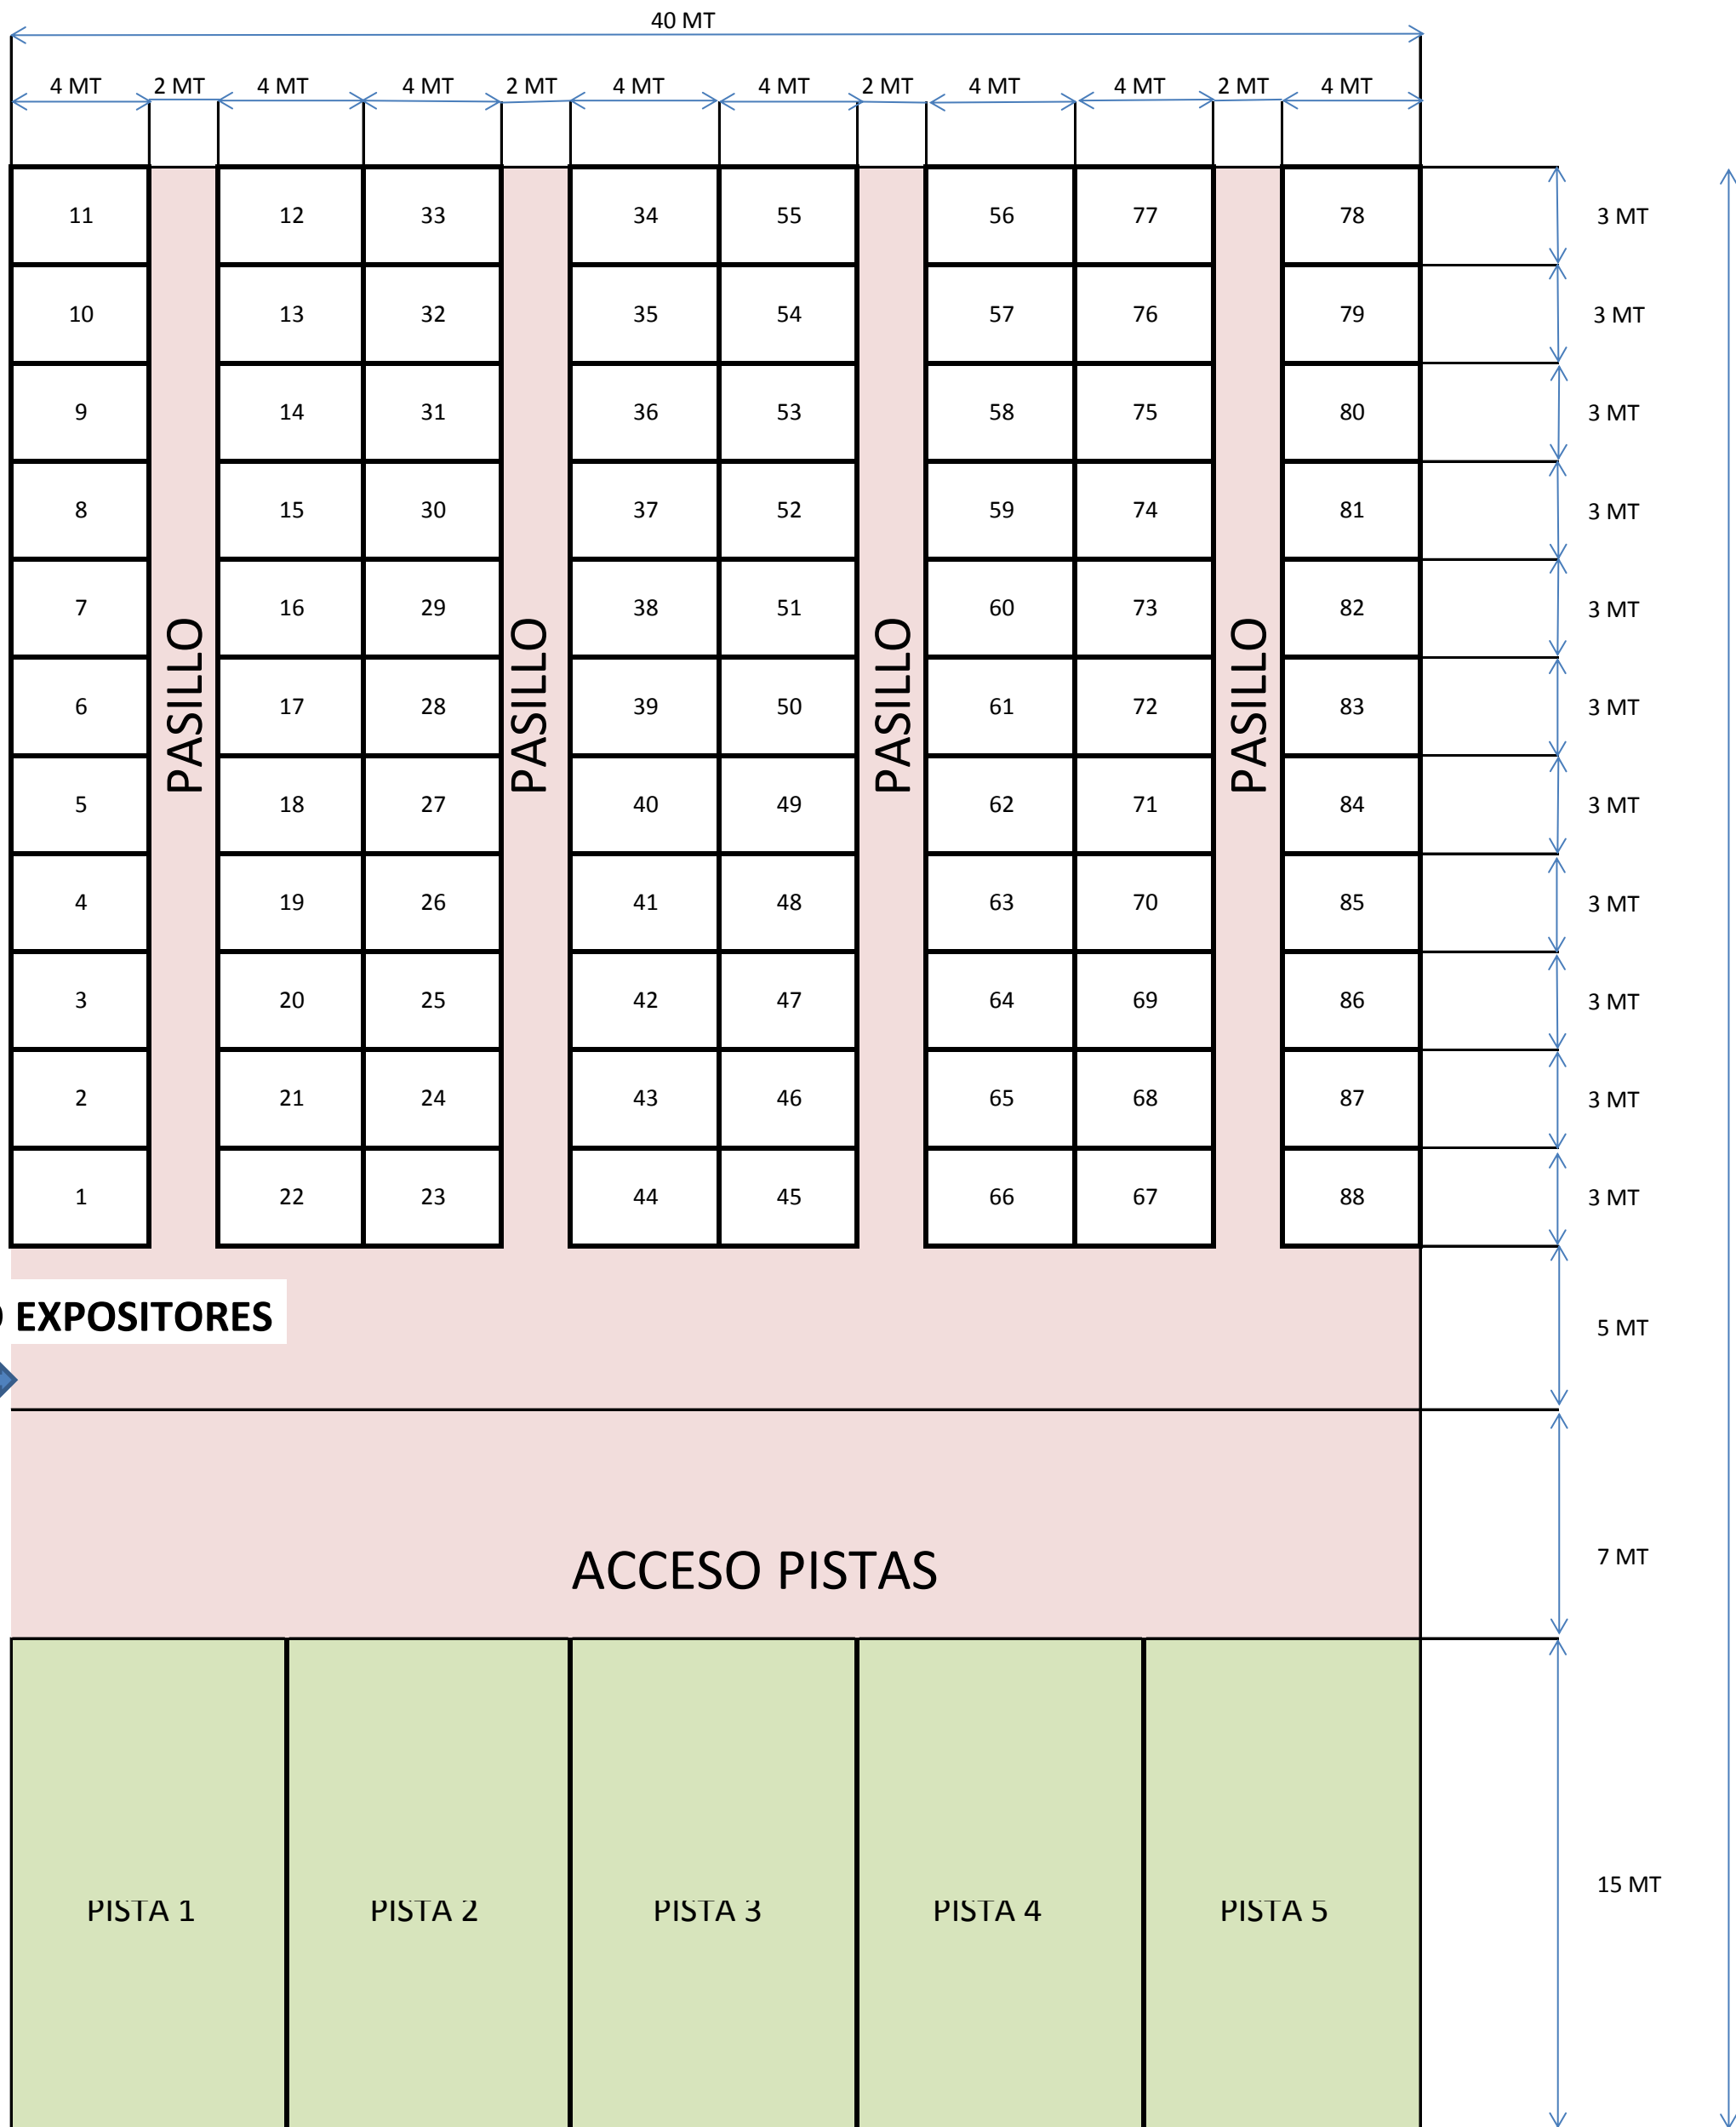 40 MT
4 MT 2 MT 4 MT 4 MT 2 MT 4 MT 4 MT 2 MT 4 MT 4 MT 2 MT 4 MT
11 12 33 34 55 56 77 78 3 MT
10 13 32 35 54 57 76 79 3 MT
9 14 31 36 53 58 75 80 3 MT
8 15 30 37 52 59 74 81 3 MT
7 16 29 38 51 60 73 82 3 MT
PASILLO PASILLO PASILLO PASILLO
6 17 28 39 50 61 72 83 3 MT
5 18 27 40 49 62 71 84 3 MT
4 19 26 41 48 63 70 85 3 MT
3 20 25 42 47 64 69 86 3 MT
2 21 24 43 46 65 68 87 3 MT
1 22 23 44 45 66 67 88 3 MT
EXPOSITORES
5 MT
ACCESO PISTAS
7 MT
15 MT
PISTA 1 PISTA 2 PISTA 3 PISTA 4 PISTA 5